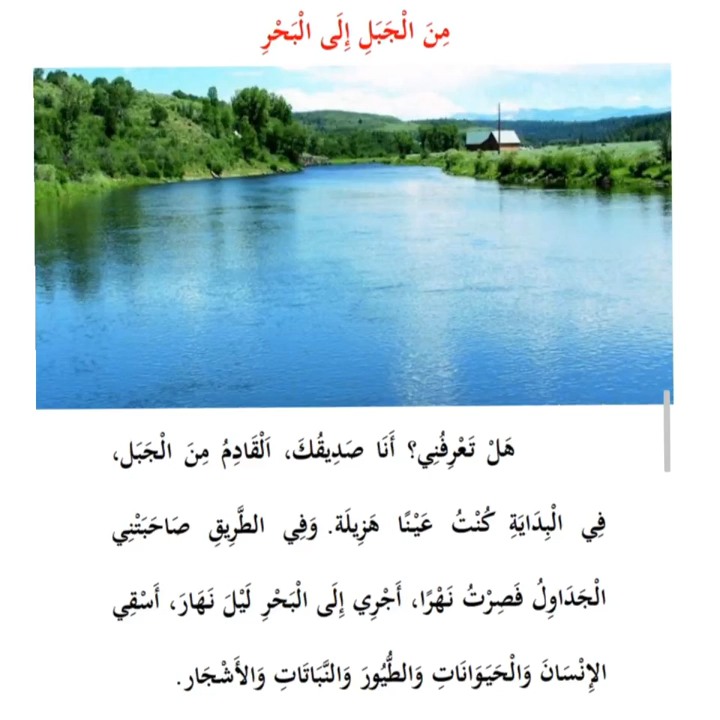 مِنَ الْجَبَلِ إِلَى الْبَحْرِ
هَلْ تَعْرِفُنِي؟ أَنَا صَدِيقُكَ، اَلْقَادِمُ مِنَ الْجَبَل،
فِي الْبِدَايَةِ كُنْتُ عَيْنًا هَزِيلَة. وَفِي الطَّرِيقِ صَاحَبَتْنِي
الْجَدَاوِلُ فَصِرْتُ نَهْرًا، أَجْرِي إِلَى الْبَحْرِ لَيْلَ نَهَارَ، أَسْقِي
الإِنْسَانَ وَالْحَيَوَانَاتِ وَالطُّيُورَ وَالنَّبَاتَاتِ وَالأَشْجَار.